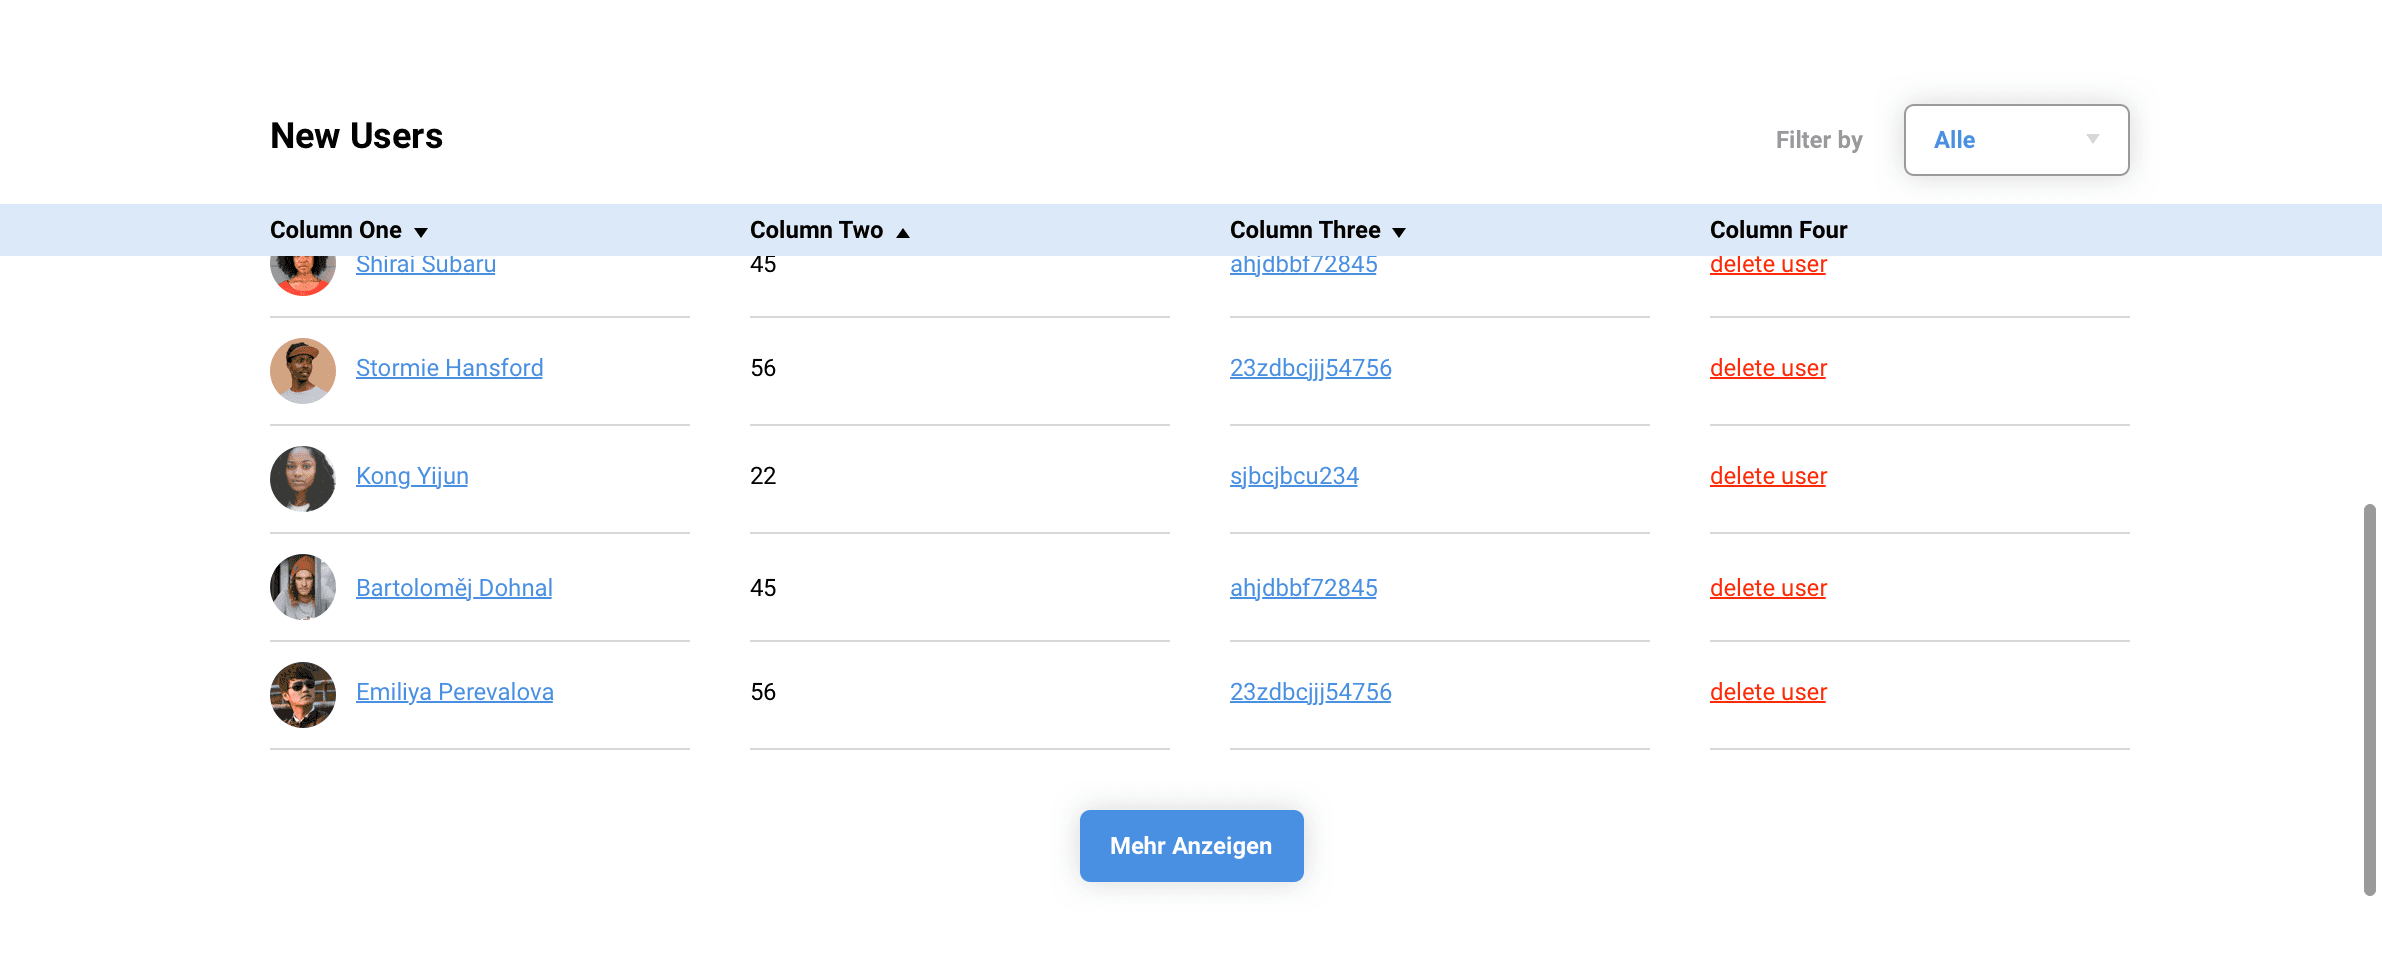 New Users
Filter by Alle
Column One Column Two Column Three Column Four
Shirai Subaru 45 ahjdbbf72845 delete user
Stormie Hansford 56 23zdbcjjj54756 delete user
Kong Yijun 22 sjbcjbcu234 delete user
Bartoloměj Dohnal 45 ahjdbbf72845 delete user
Emiliya Perevalova 56 23zdbcjjj54756 delete user
Mehr Anzeigen